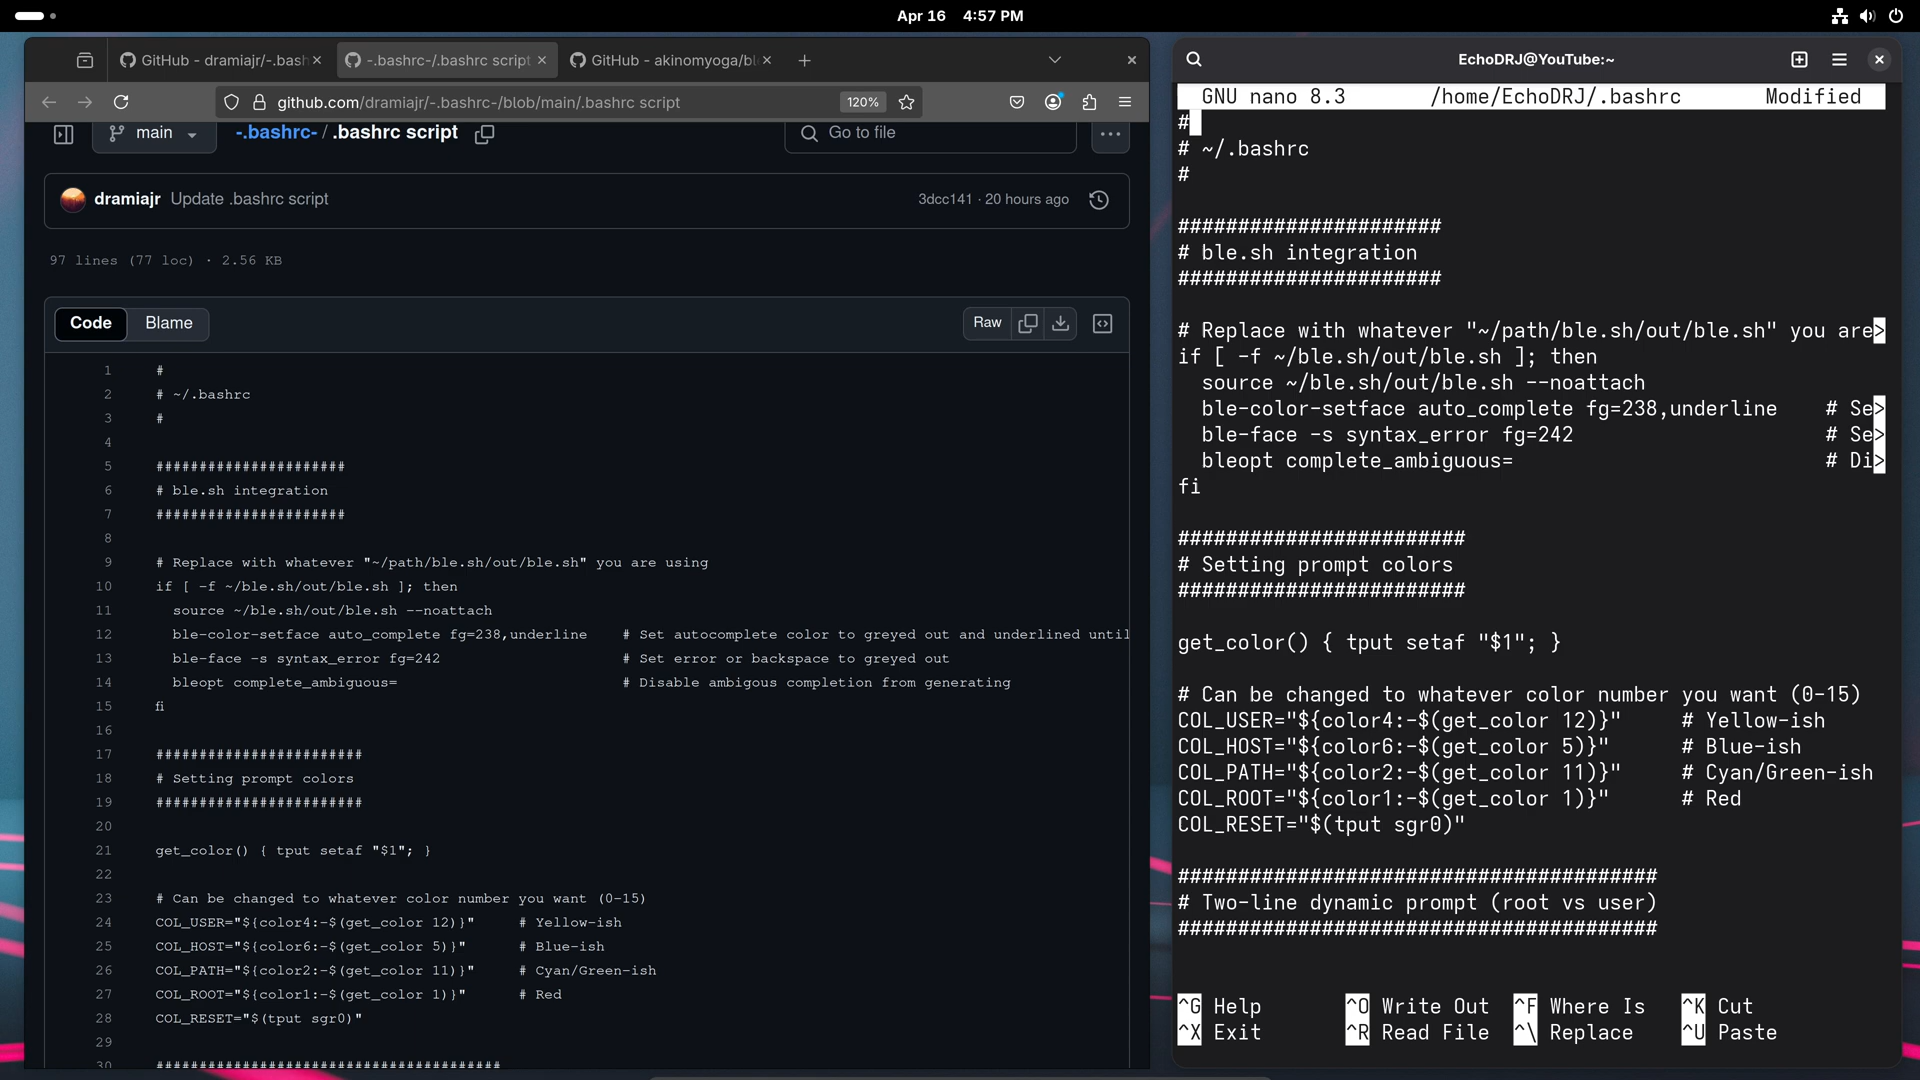 Apr 16 4:57 PM
GitHub - dramiajr/-.bash
-.bashrc-/.bashrc script
GitHub - akinomyoga/bl
github.com/dramiajr/-.bashrc-/blob/main/.bashrc script
120%
main
-.bashrc- / .bashrc script
Go to file
dramiajr Update .bashrc script
3dcc141 · 20 hours ago
97 lines (77 loc) · 2.56 KB
Code
Blame
Raw
1 #
2 # ~/.bashrc
3 #
4
5 ######################
6 # ble.sh integration
7 ######################
8
9 # Replace with whatever "~/path/ble.sh/out/ble.sh" you are using
10 if [ -f ~/ble.sh/out/ble.sh ]; then
11 source ~/ble.sh/out/ble.sh --noattach
12 ble-color-setface auto_complete fg=238,underline # Set autocomplete color to greyed out and underlined until
13 ble-face -s syntax_error fg=242 # Set error or backspace to greyed out
14 bleopt complete_ambiguous= # Disable ambigous completion from generating
15 fi
16
17 ########################
18 # Setting prompt colors
19 ########################
20
21 get_color() { tput setaf "$1"; }
22
23 # Can be changed to whatever color number you want (0-15)
24 COL_USER="${color4:-$(get_color 12)}" # Yellow-ish
25 COL_HOST="${color6:-$(get_color 5)}" # Blue-ish
26 COL_PATH="${color2:-$(get_color 11)}" # Cyan/Green-ish
27 COL_ROOT="${color1:-$(get_color 1)}" # Red
28 COL_RESET="$(tput sgr0)"
29
30 ########################################
EchoDRJ@YouTube:~
GNU nano 8.3 /home/EchoDRJ/.bashrc Modified
#
# ~/.bashrc
#
######################
# ble.sh integration
######################
# Replace with whatever "~/path/ble.sh/out/ble.sh" you are>
if [ -f ~/ble.sh/out/ble.sh ]; then
source ~/ble.sh/out/ble.sh --noattach
ble-color-setface auto_complete fg=238,underline # Se>
ble-face -s syntax_error fg=242 # Se>
bleopt complete_ambiguous= # Di>
fi
########################
# Setting prompt colors
########################
get_color() { tput setaf "$1"; }
# Can be changed to whatever color number you want (0-15)
COL_USER="${color4:-$(get_color 12)}" # Yellow-ish
COL_HOST="${color6:-$(get_color 5)}" # Blue-ish
COL_PATH="${color2:-$(get_color 11)}" # Cyan/Green-ish
COL_ROOT="${color1:-$(get_color 1)}" # Red
COL_RESET="$(tput sgr0)"
########################################
# Two-line dynamic prompt (root vs user)
########################################
^G Help ^O Write Out ^F Where Is ^K Cut
^X Exit ^R Read File ^\ Replace ^U Paste